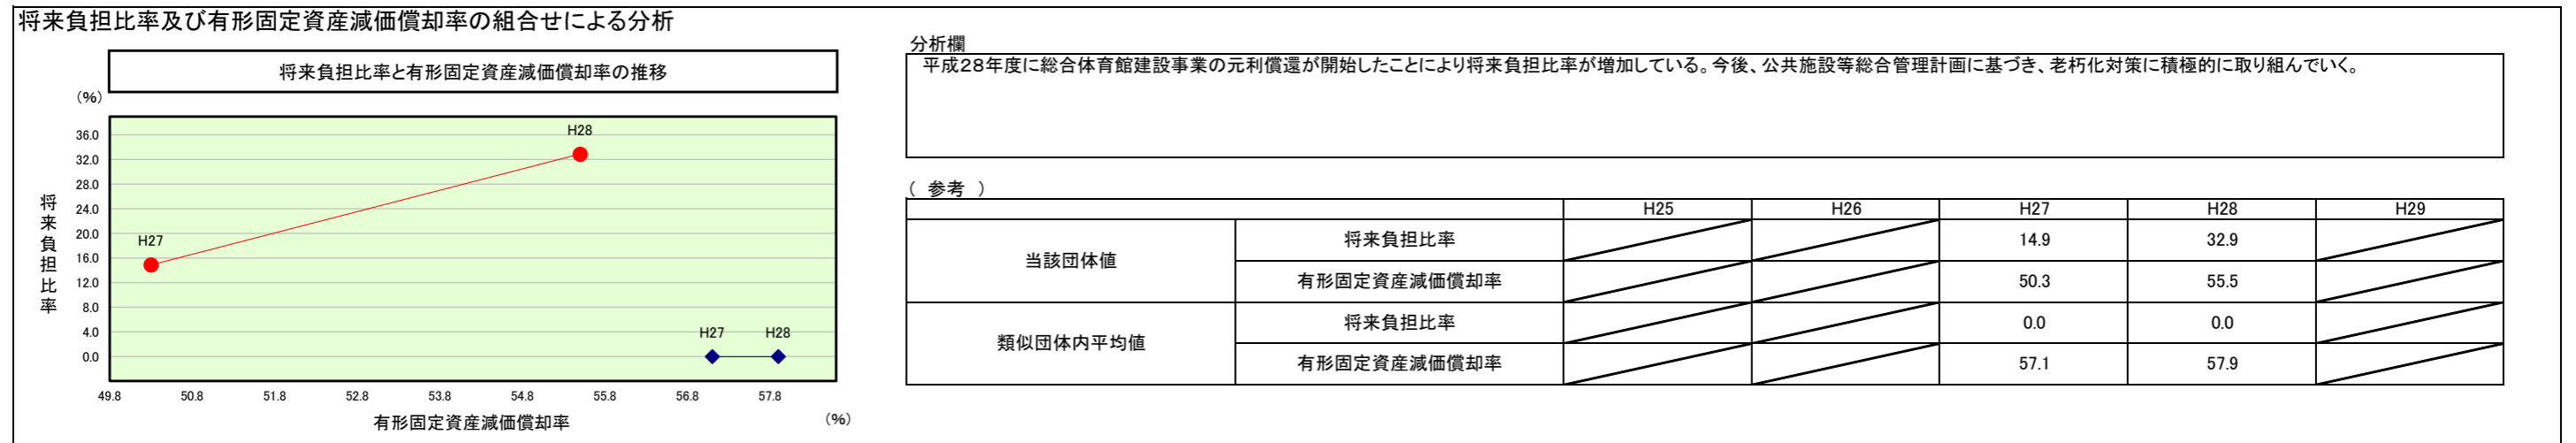 将来負担比率及び有形固定資産減価償却率の組合せによる分析
将来負担比率と有形固定資産減価償却率の推移
(%)
36.0
32.0
28.0
24.0
20.0
16.0
12.0
8.0
4.0
0.0
将来負担比率
H27
H28
H27
H28
49.8 50.8 51.8 52.8 53.8 54.8 55.8 56.8 57.8
有形固定資産減価償却率
(%)
分析欄
平成28年度に総合体育館建設事業の元利償還が開始したことにより将来負担比率が増加している。今後、公共施設等総合管理計画に基づき、老朽化対策に積極的に取り組んでいく。
( 参考 )
H25 H26 H27 H28 H29
当該団体値
将来負担比率 14.9 32.9
有形固定資産減価償却率 50.3 55.5
類似団体内平均値
将来負担比率 0.0 0.0
有形固定資産減価償却率 57.1 57.9